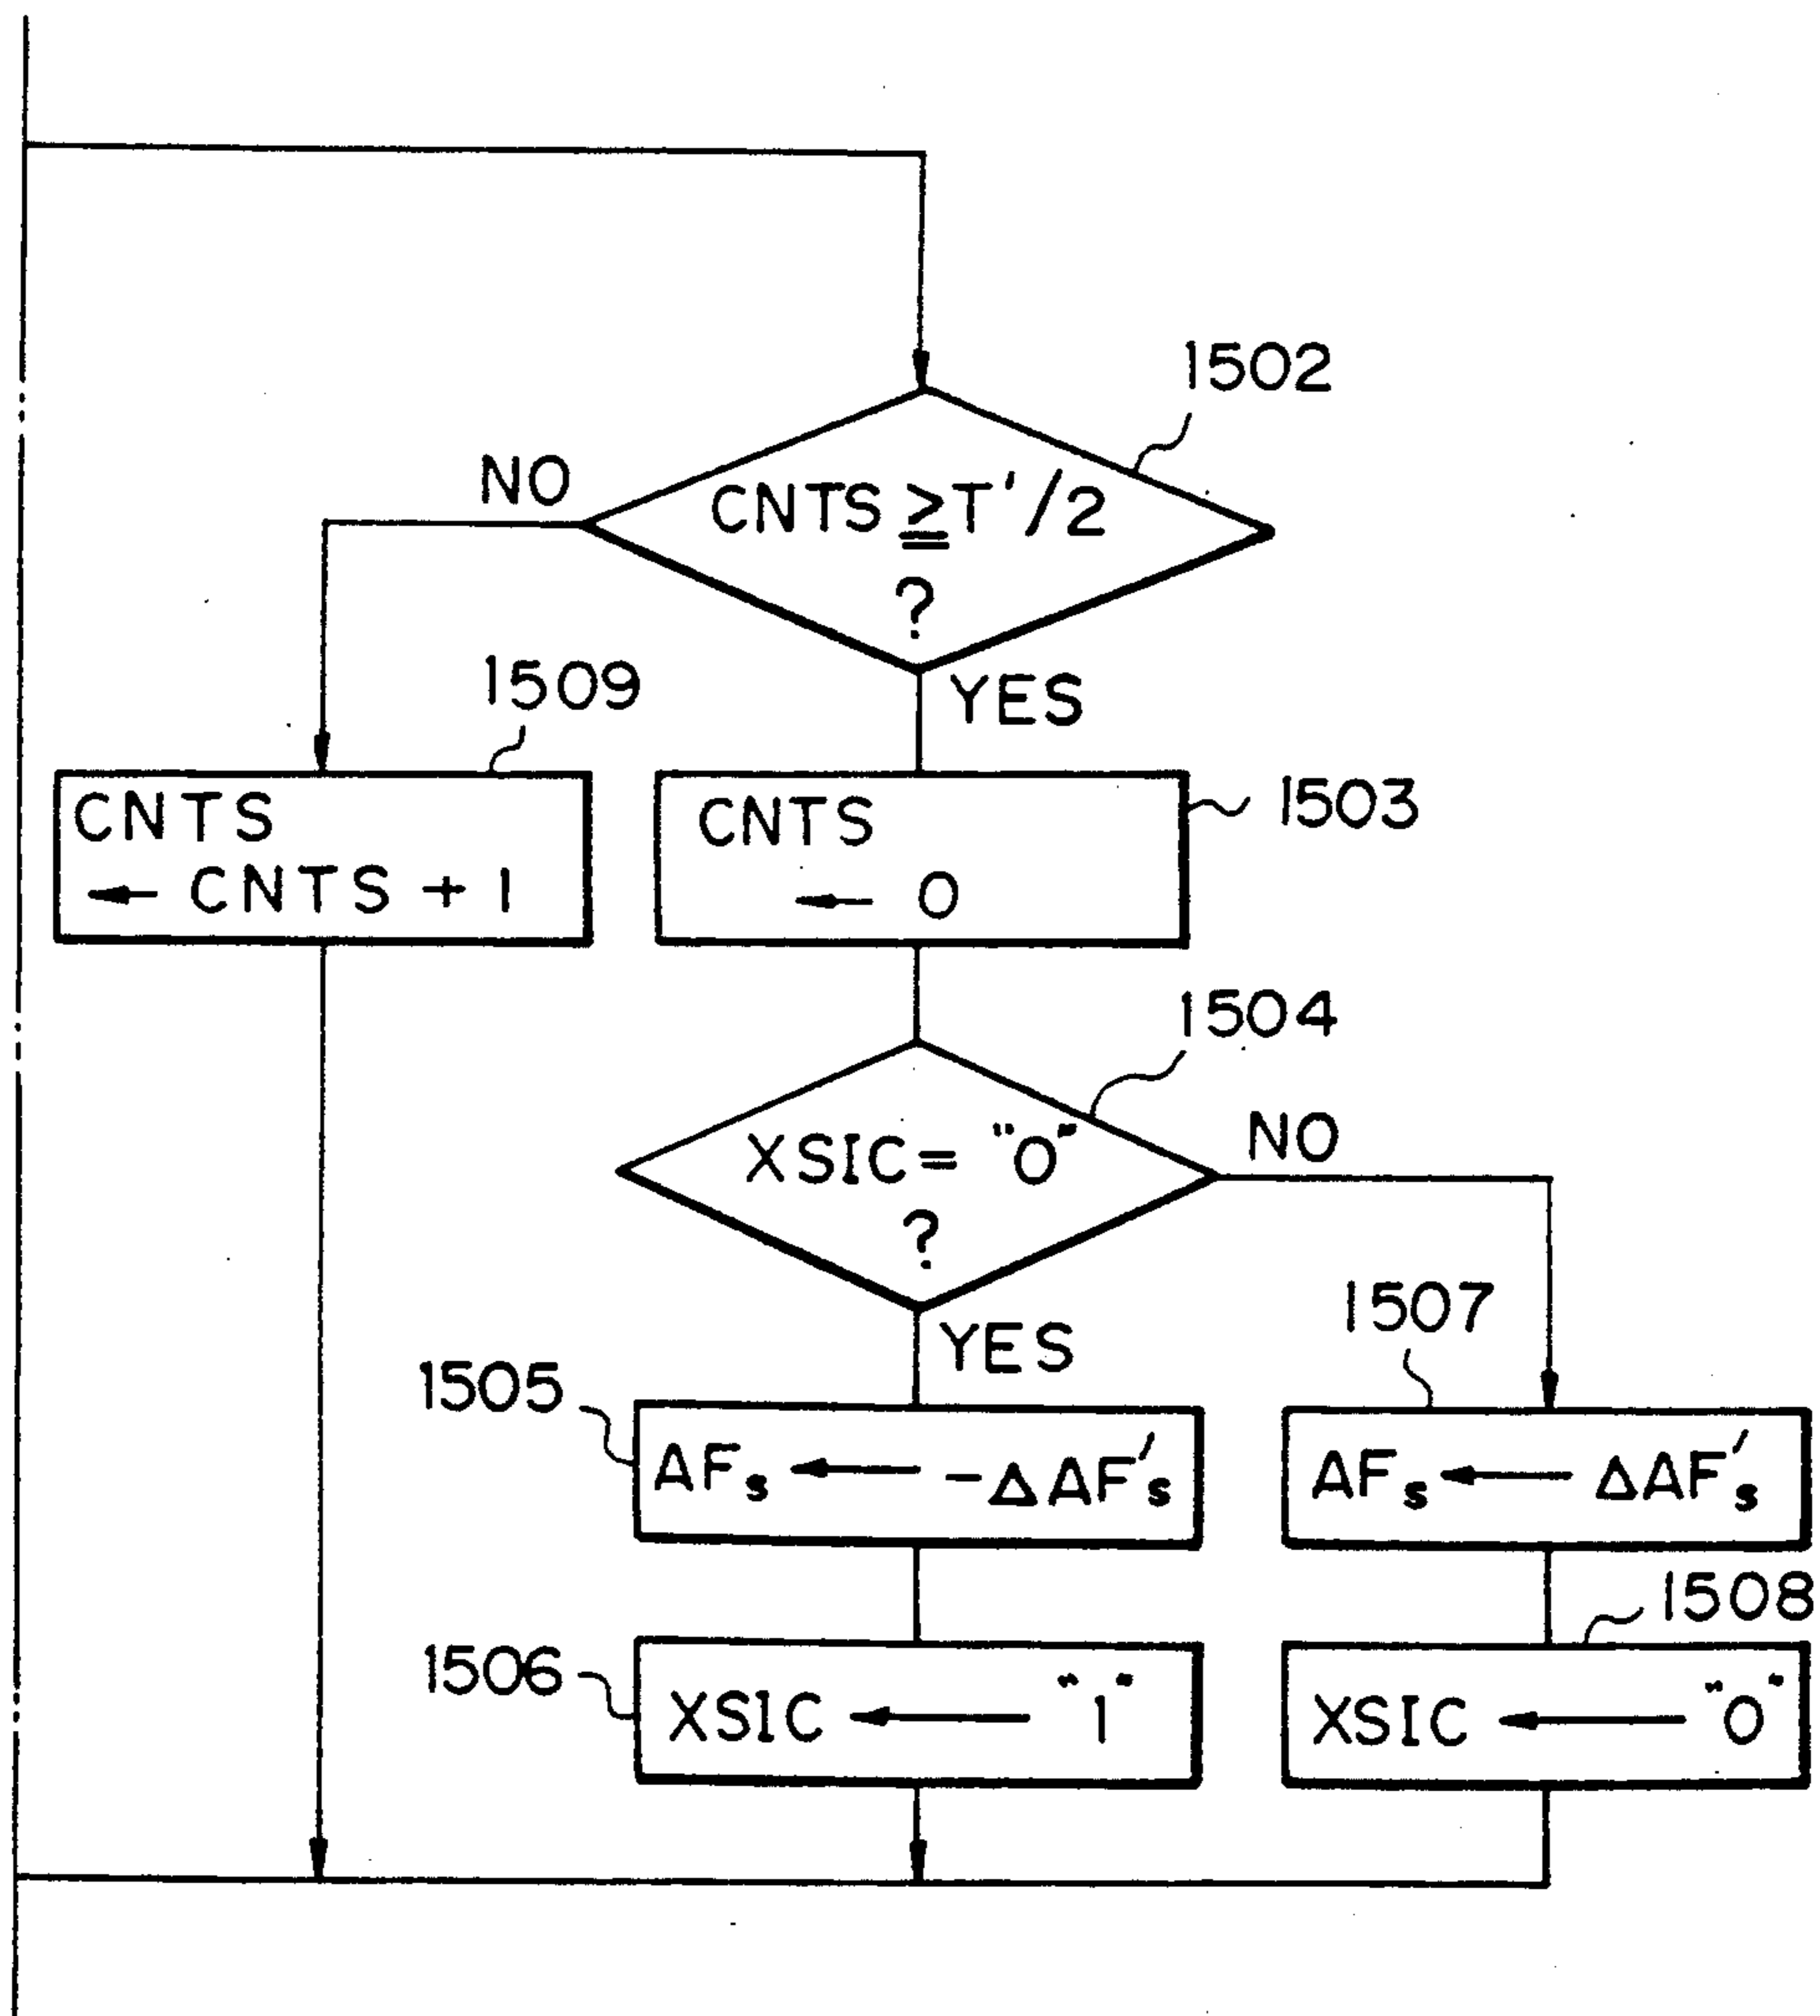 1502
NO
CNTS ≧ T'/2
?
YES
1509
CNTS
← CNTS + 1
1503
CNTS
← 0
1504
XSIC = "0"
?
NO
YES
1505
AFs ← -ΔAF's
1507
AFs ← ΔAF's
1506
XSIC ← "1"
1508
XSIC ← "0"